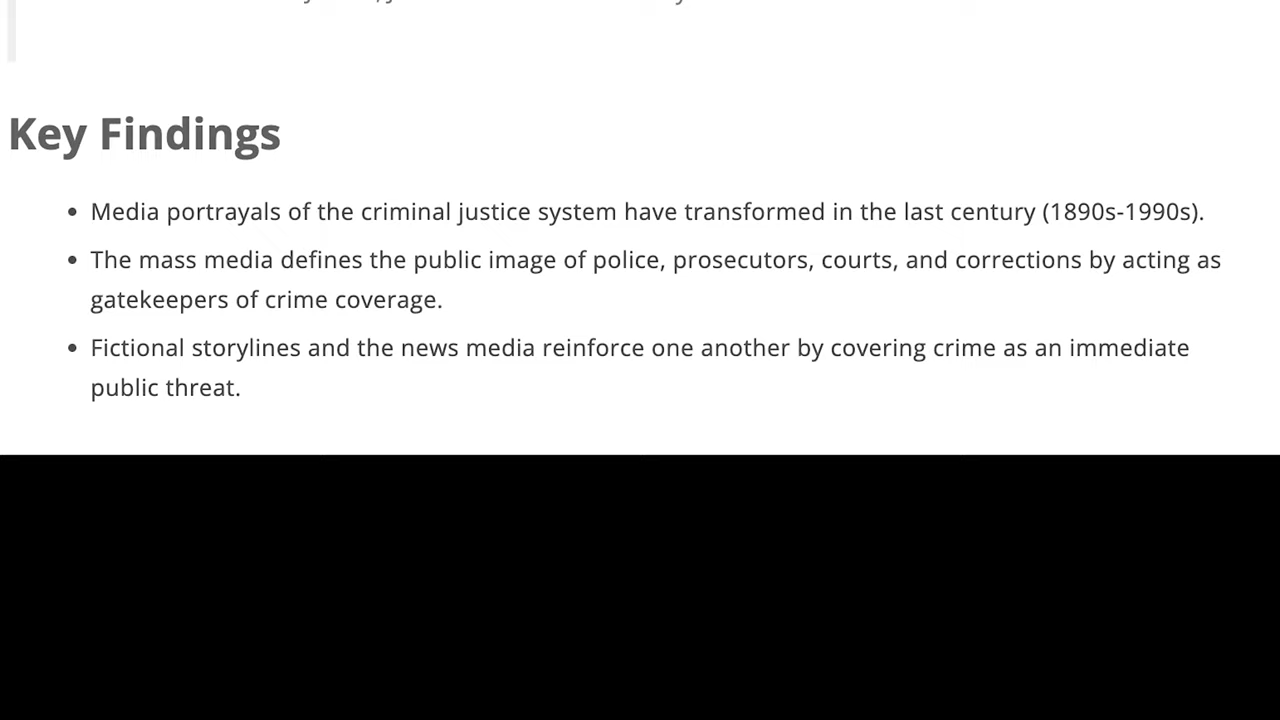 Key Findings
• Media portrayals of the criminal justice system have transformed in the last century (1890s-1990s).
• The mass media defines the public image of police, prosecutors, courts, and corrections by acting as
gatekeepers of crime coverage.
• Fictional storylines and the news media reinforce one another by covering crime as an immediate
public threat.